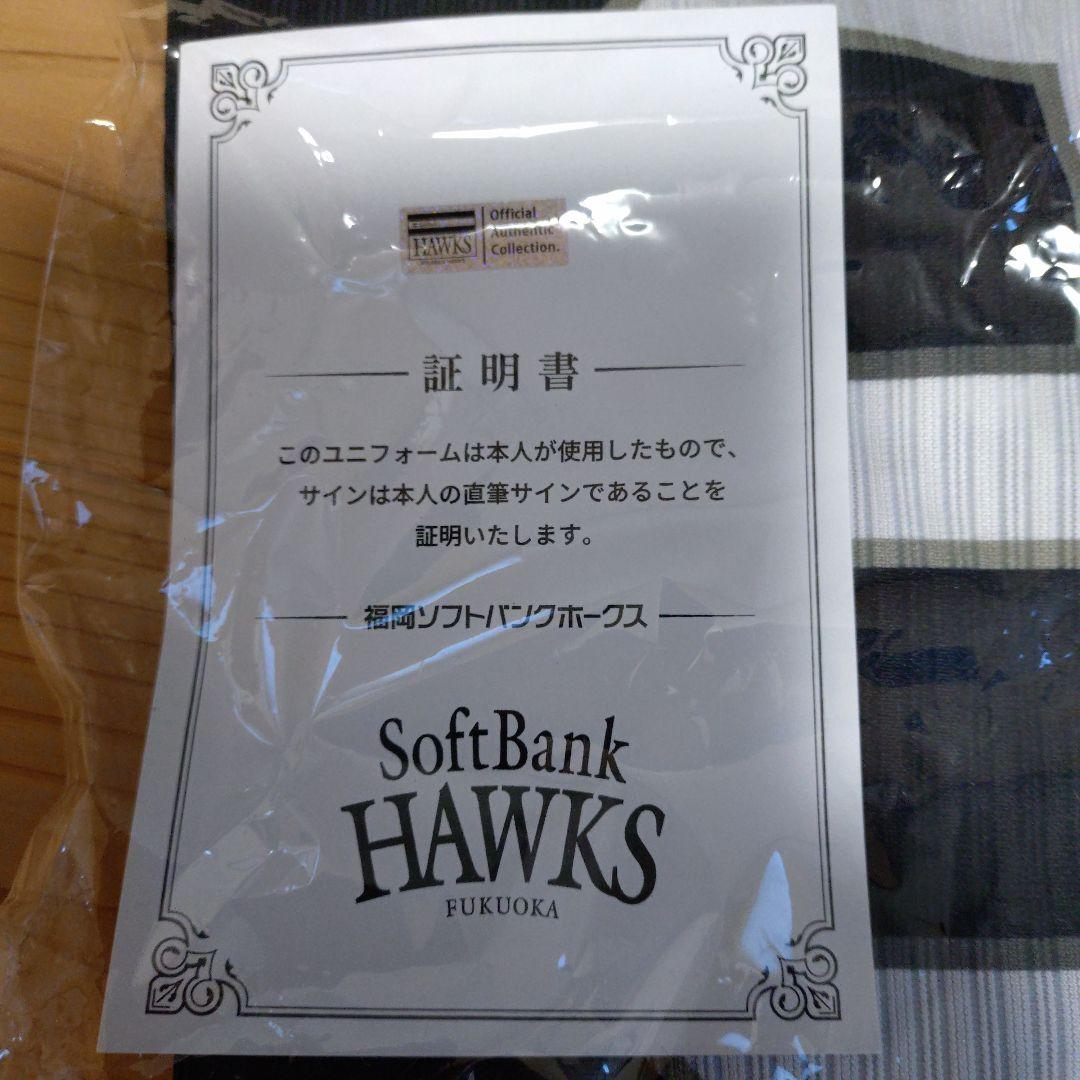 HAWKS
Official
Authentic
Collection.
証明書
このユニフォームは本人が使用したもので、
サインは本人の直筆サインであることを
証明いたします。
福岡ソフトバンクホークス
SoftBank
HAWKS
FUKUOKA